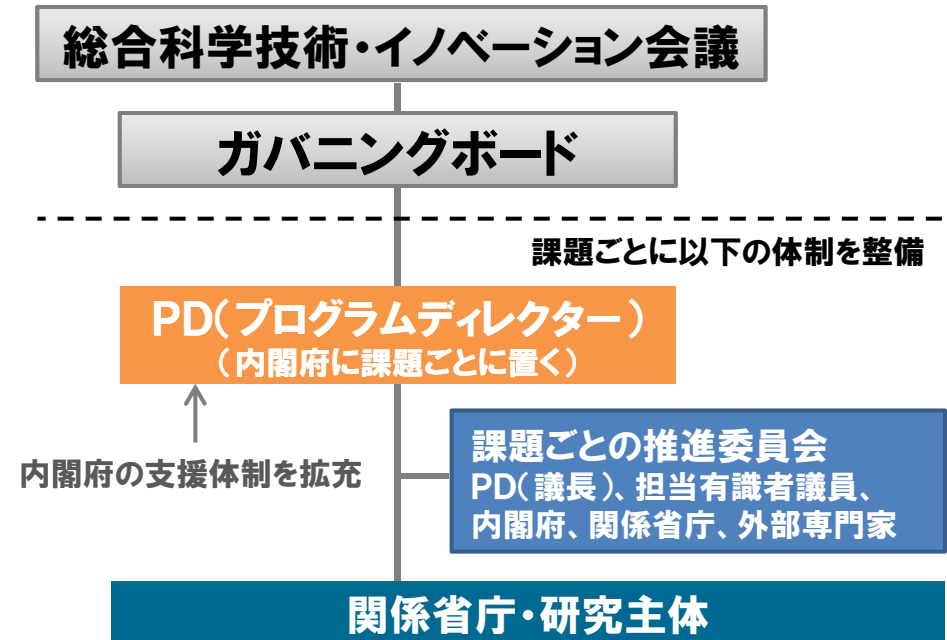 総合科学技術・イノベーション会議
ガバニングボード
課題ごとに以下の体制を整備
PD(プログラムディレクター)
(内閣府に課題ごとに置く)
内閣府の支援体制を拡充
課題ごとの推進委員会
PD(議長)、担当有識者議員、
内閣府、関係省庁、外部専門家
関係省庁・研究主体